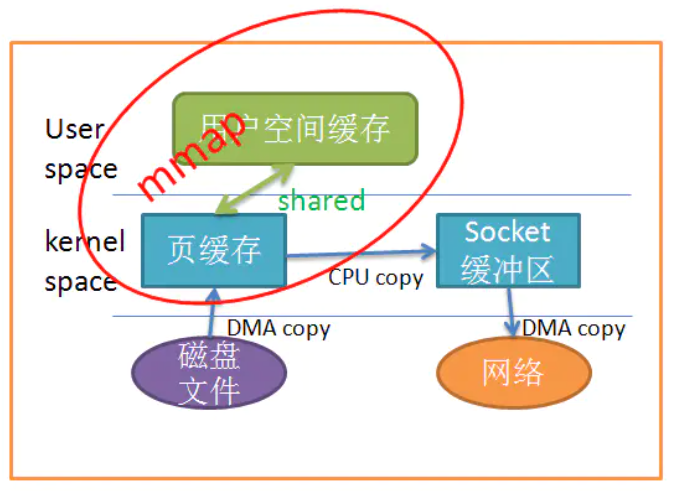 User
space
用户空间缓存
mmap
shared
kernel
space
页缓存
CPU copy
Socket
缓冲区
DMA copy
DMA copy
磁盘
文件
网络